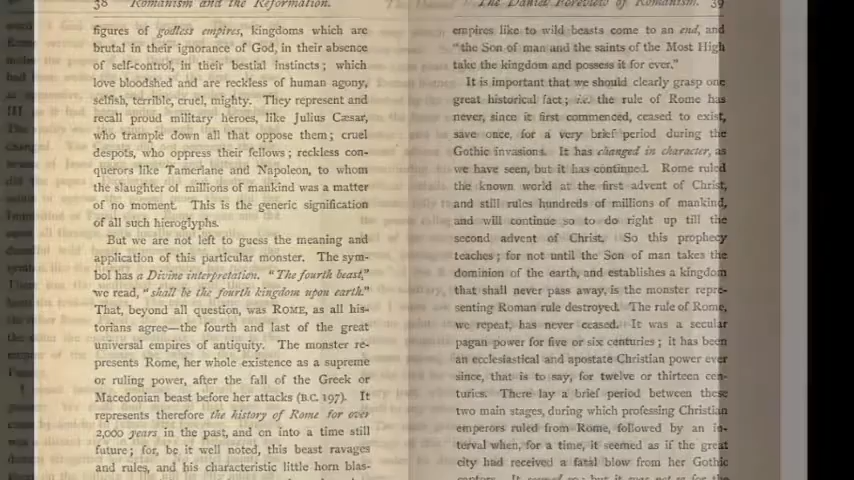 38 Romanism and the Reformation.
figures of godless empires, kingdoms which are
brutal in their ignorance of God, in their absence
of self-control, in their bestial instincts; which
love bloodshed and are reckless of human agony,
selfish, terrible, cruel, mighty. They represent and
recall proud military heroes, like Julius Cæsar,
who trample down all that oppose them; cruel
despots, who oppress their fellows; reckless con-
querors like Tamerlane and Napoleon, to whom
the slaughter of millions of mankind was a matter
of no moment. This is the generic signification
of all such hieroglyphs.
But we are not left to guess the meaning and
application of this particular monster. The sym-
bol has a Divine interpretation. "The fourth beast,"
we read, "shall be the fourth kingdom upon earth."
That, beyond all question, was ROME, as all his-
torians agree—the fourth and last of the great
universal empires of antiquity. The monster re-
presents Rome, her whole existence as a supreme
or ruling power, after the fall of the Greek or
Macedonian beast before her attacks (B.C. 197). It
represents therefore the history of Rome for over
2,000 years in the past, and on into a time still
future; for, be it well noted, this beast ravages
and rules, and his characteristic little horn blas-
The Daniel Foreview of Romanism. 39
empires like to wild beasts come to an end, and
"the Son of man and the saints of the Most High
take the kingdom and possess it for ever."
It is important that we should clearly grasp one
great historical fact; i.e. the rule of Rome has
never, since it first commenced, ceased to exist,
save once, for a very brief period during the
Gothic invasions. It has changed in character, as
we have seen, but it has continued. Rome ruled
the known world at the first advent of Christ,
and still rules hundreds of millions of mankind,
and will continue so to do right up till the
second advent of Christ. So this prophecy
teaches; for not until the Son of man takes the
dominion of the earth, and establishes a kingdom
that shall never pass away, is the monster repre-
senting Roman rule destroyed. The rule of Rome,
we repeat, has never ceased. It was a secular
pagan power for five or six centuries; it has been
an ecclesiastical and apostate Christian power ever
since, that is to say, for twelve or thirteen cen-
turies. There lay a brief period between these
two main stages, during which professing Christian
emperors ruled from Rome, followed by an in-
terval when, for a time, it seemed as if the great
city had received a fatal blow from her Gothic